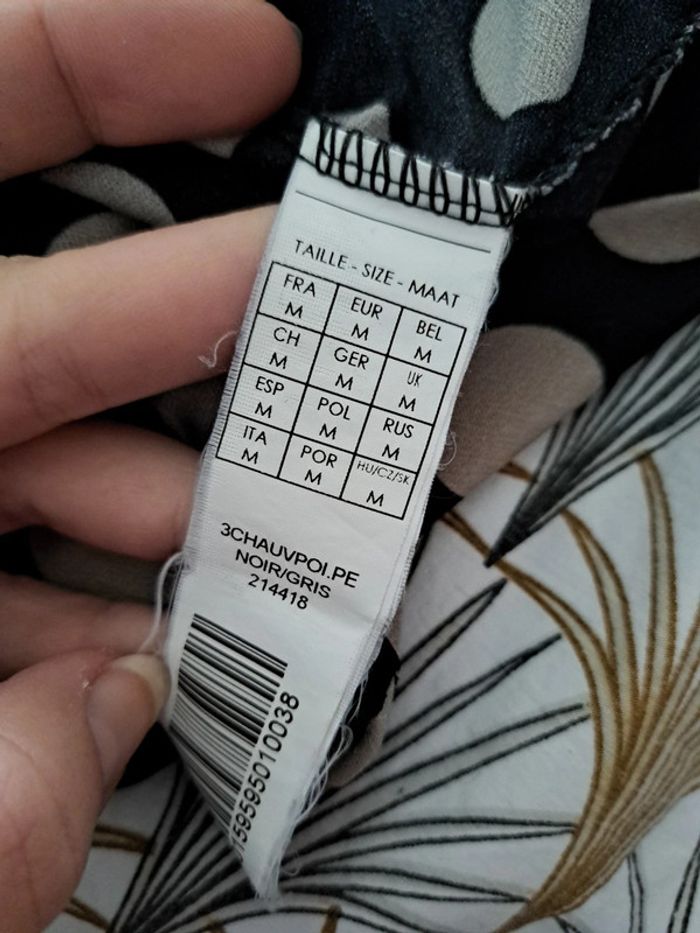 TAILLE - SIZE - MAAT
FRA EUR BEL
M M M
CH GER UK
M M M
ESP POL RUS
M M M
ITA POR HU/CZ/SK
M M M
3CHAUVPOI.PE
NOIR/GRIS
214418
159595010038